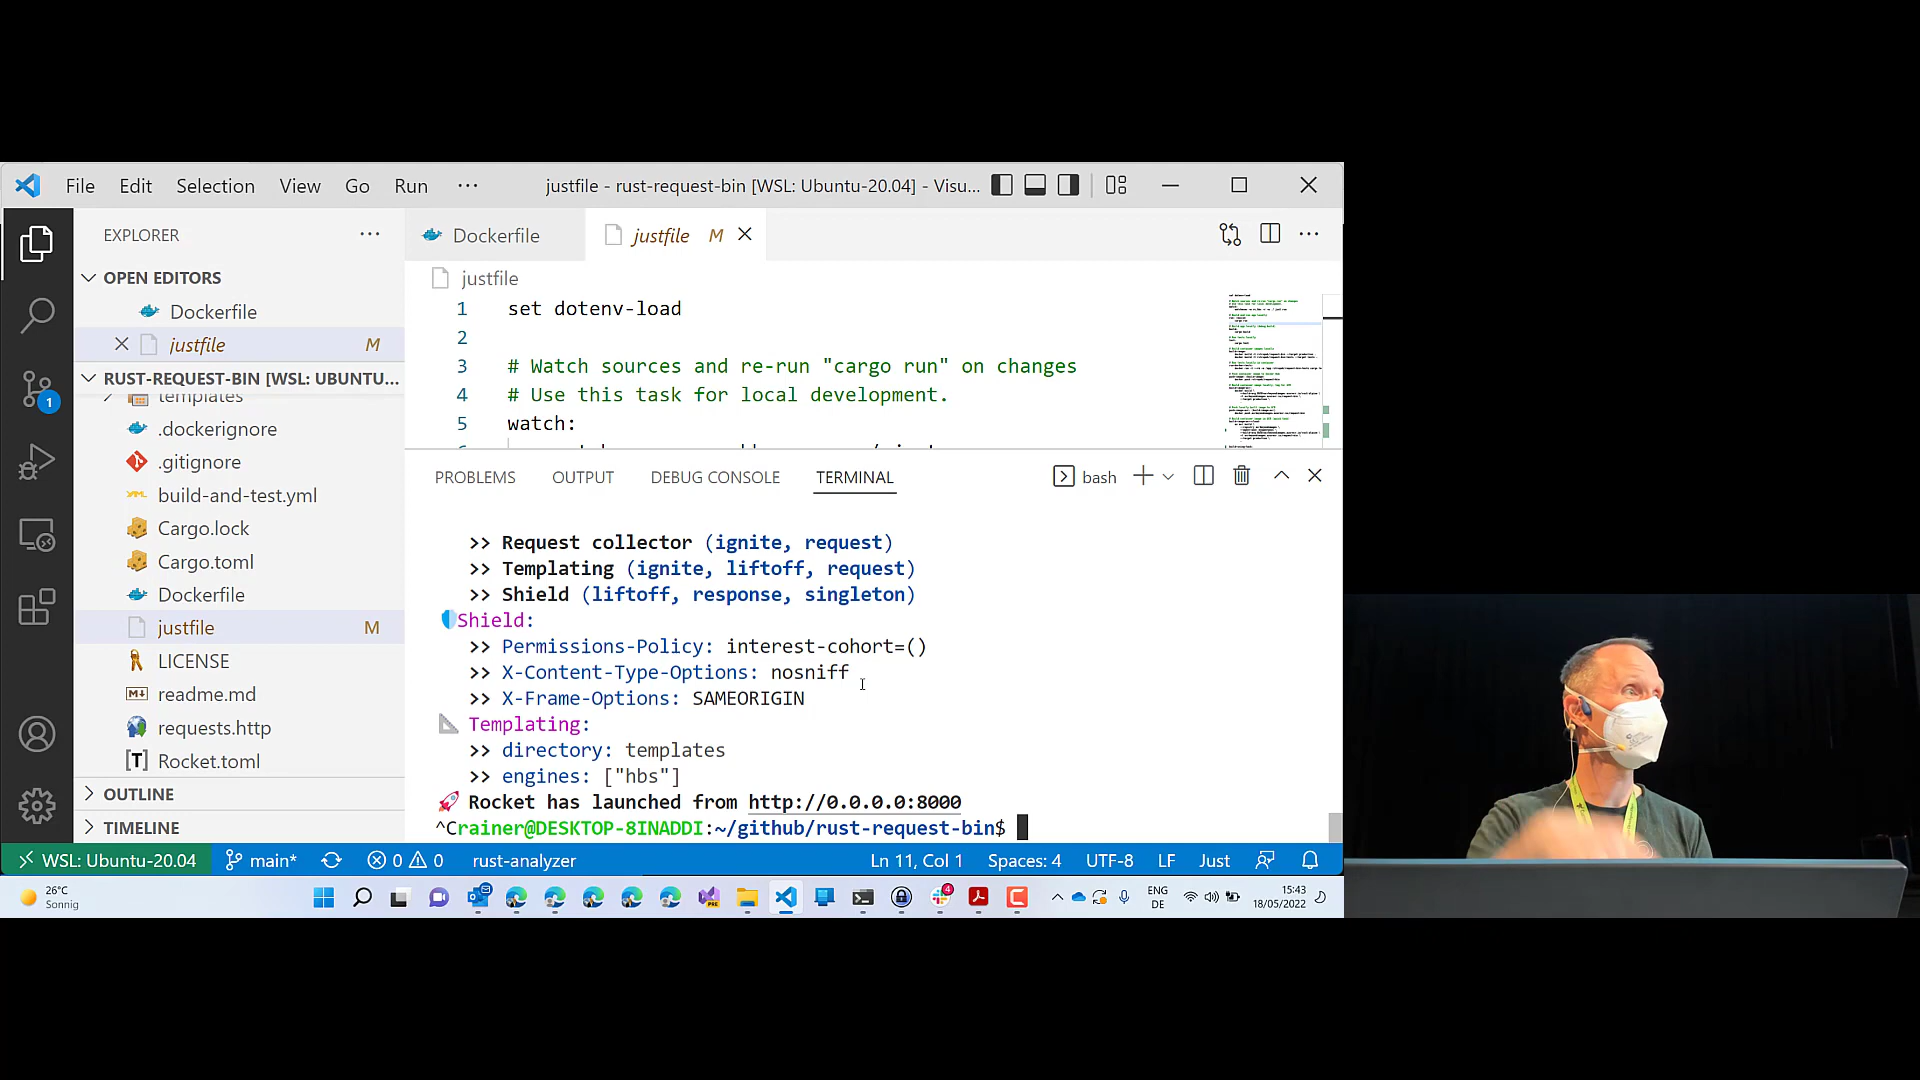 File Edit Selection View Go Run ··· justfile - rust-request-bin [WSL: Ubuntu-20.04] - Visu...
EXPLORER ···
Dockerfile justfile M
OPEN EDITORS
Dockerfile
justfile M
RUST-REQUEST-BIN [WSL: UBUNTU...
templates
.dockerignore
.gitignore
build-and-test.yml
Cargo.lock
Cargo.toml
Dockerfile
justfile M
LICENSE
readme.md
requests.http
Rocket.toml
OUTLINE
TIMELINE
1
justfile
1 set dotenv-load
2
3 # Watch sources and re-run "cargo run" on changes
4 # Use this task for local development.
5 watch:
PROBLEMS OUTPUT DEBUG CONSOLE TERMINAL bash
>> Request collector (ignite, request)
>> Templating (ignite, liftoff, request)
>> Shield (liftoff, response, singleton)
Shield:
>> Permissions-Policy: interest-cohort=()
>> X-Content-Type-Options: nosniff
>> X-Frame-Options: SAMEORIGIN
Templating:
>> directory: templates
>> engines: ["hbs"]
Rocket has launched from http://0.0.0.0:8000
^Crainer@DESKTOP-8INADDI:~/github/rust-request-bin$
WSL: Ubuntu-20.04 main* 0 0 rust-analyzer Ln 11, Col 1 Spaces: 4 UTF-8 LF Just
26°C
Sonnig
PRE
4
ENG
DE
15:43
18/05/2022